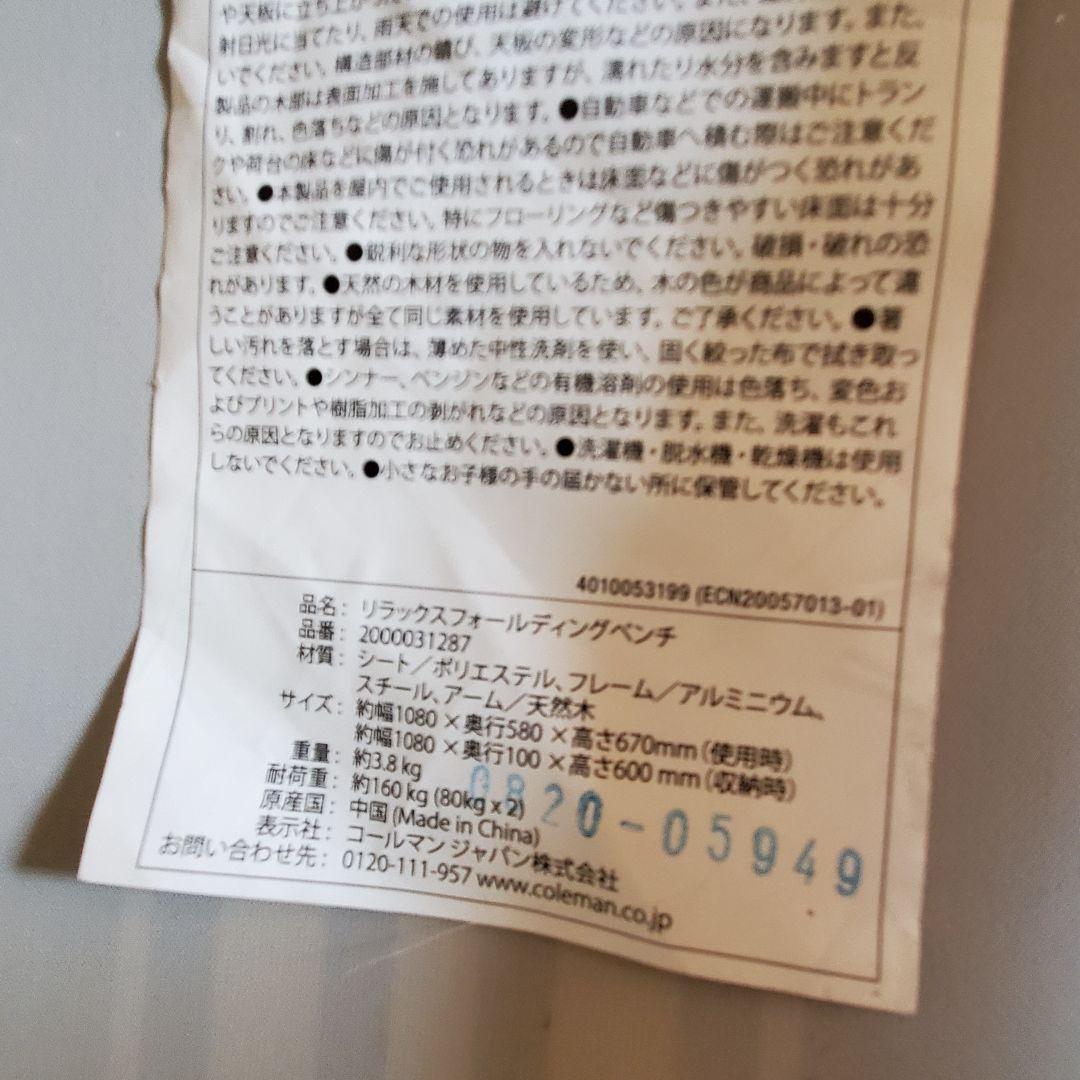 や天板に立ち上が
射日光に当てたり、雨天での使用は避けてください。また、
いでください。構造部材の錆び、天板の変形などの原因になります。また、
製品の木部は表面加工を施してありますが、濡れたり水分を含みますと反
り、割れ、色落ちなどの原因となります。●自動車などでの運搬中にトラン
クや荷台の床などに傷が付く恐れがあるので自動車へ積む際はご注意くだ
さい。●本製品を屋内でご使用されるときは床面などに傷がつく恐れがあ
りますのでご注意ください。特にフローリングなど傷つきやすい床面は十分
ご注意ください。●鋭利な形状の物を入れないでください。破損・破れの恐
れがあります。●天然の木材を使用しているため、木の色が商品によって違
うことがありますが全て同じ素材を使用しています。ご了承ください。●著
しい汚れを落とす場合は、薄めた中性洗剤を使い、固く絞った布で拭き取っ
てください。●シンナー、ベンジンなどの有機溶剤の使用は色落ち、変色お
よびプリントや樹脂加工の剥がれなどの原因となります。また、洗濯もこれ
らの原因となりますのでお止めください。●洗濯機・脱水機・乾燥機は使用
しないでください。●小さなお子様の手の届かない所に保管してください。
4010053199 (ECN20057013-01)
品名：リラックスフォールディングベンチ
品番：2000031287
材質：シート／ポリエステル、フレーム／アルミニウム、
スチール、アーム／天然木
サイズ：約幅1080 × 奥行580 × 高さ670mm（使用時）
約幅1080 × 奥行100 × 高さ600 mm（収納時）
重量：約3.8 kg
耐荷重：約160 kg (80kg x 2)
原産国：中国 (Made in China)
表示社：コールマン ジャパン株式会社
お問い合わせ先：0120-111-957 www.coleman.co.jp
0820-05949